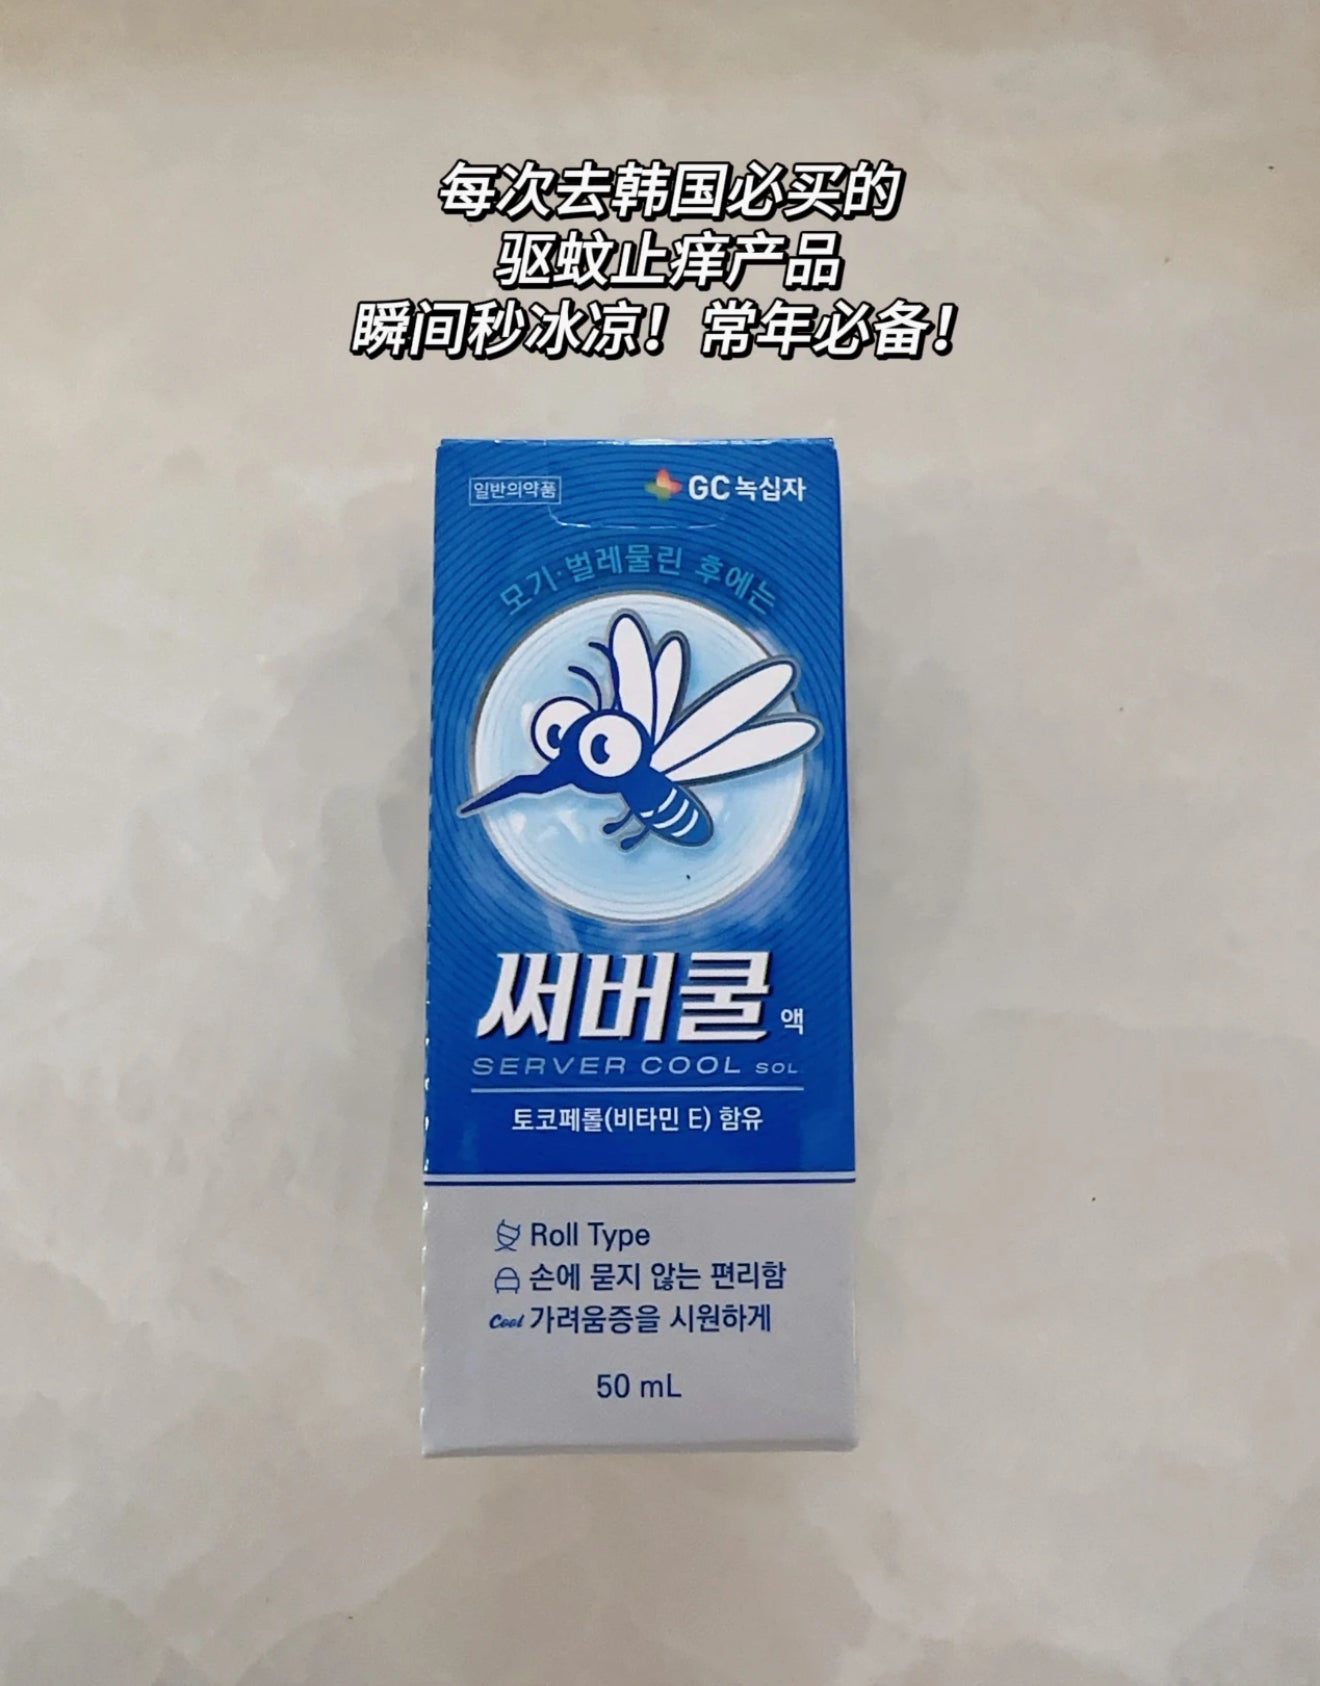 每次去韩国必买的
驱蚊止痒产品
瞬间秒冰凉！常年必备！
일반의약품
GC녹십자
모기·벌레물린 후에는
써버쿨 액
SERVER COOL SOL.
토코페롤(비타민 E) 함유
Roll Type
손에 묻지 않는 편리함
Cool 가려움증을 시원하게
50 mL